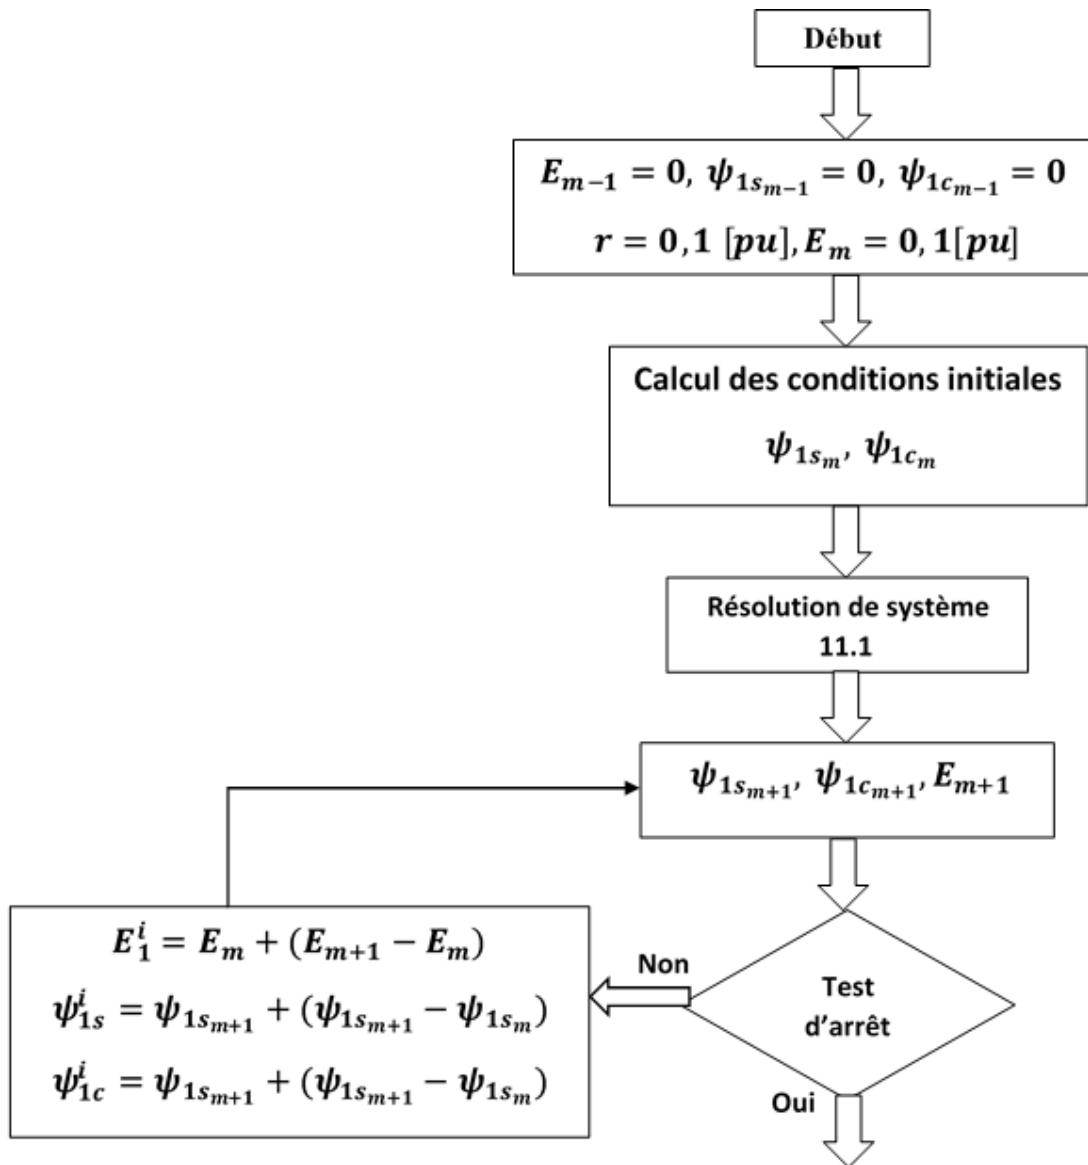 Début
E_{m-1} = 0, ψ_{1s_{m-1}} = 0, ψ_{1c_{m-1}} = 0
r = 0,1 [pu], E_m = 0,1[pu]
Calcul des conditions initiales
ψ_{1s_m}, ψ_{1c_m}
Résolution de système
11.1
ψ_{1s_{m+1}}, ψ_{1c_{m+1}}, E_{m+1}
E_1^i = E_m + (E_{m+1} − E_m)
ψ_{1s}^i = ψ_{1s_{m+1}} + (ψ_{1s_{m+1}} − ψ_{1s_m})
ψ_{1c}^i = ψ_{1s_{m+1}} + (ψ_{1s_{m+1}} − ψ_{1s_m})
Non
Test
d'arrêt
Oui